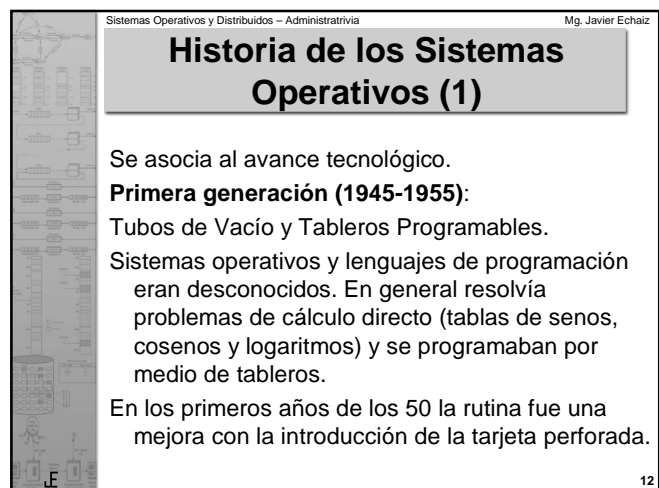 Sistemas Operativos y Distribuidos – Administratrivia Mg. Javier Echaiz
Historia de los Sistemas
Operativos (1)
Se asocia al avance tecnológico.
Primera generación (1945-1955):
Tubos de Vacío y Tableros Programables.
Sistemas operativos y lenguajes de programación
eran desconocidos. En general resolvía
problemas de cálculo directo (tablas de senos,
cosenos y logaritmos) y se programaban por
medio de tableros.
En los primeros años de los 50 la rutina fue una
mejora con la introducción de la tarjeta perforada.
JE
12